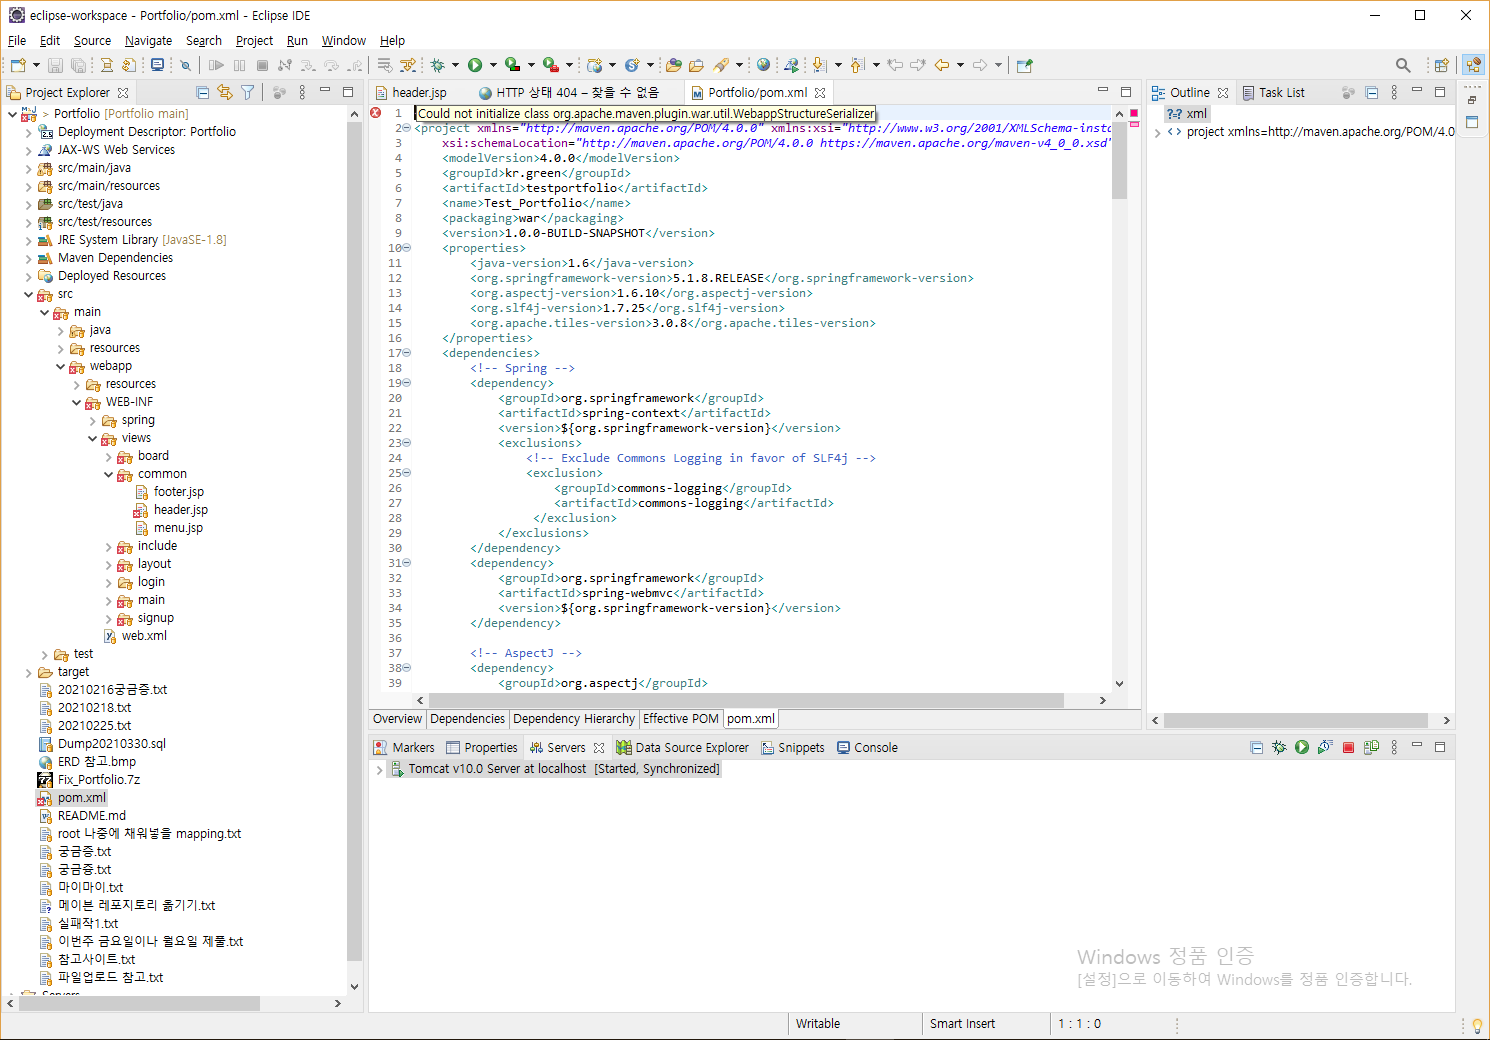 eclipse-workspace - Portfolio/pom.xml - Eclipse IDE
File Edit Source Navigate Search Project Run Window Help
Project Explorer
> Portfolio [Portfolio main]
Deployment Descriptor: Portfolio
JAX-WS Web Services
src/main/java
src/main/resources
src/test/java
src/test/resources
JRE System Library [JavaSE-1.8]
Maven Dependencies
Deployed Resources
src
main
java
resources
webapp
resources
WEB-INF
spring
views
board
common
footer.jsp
header.jsp
menu.jsp
include
layout
login
main
signup
web.xml
test
target
20210216궁금증.txt
20210218.txt
20210225.txt
Dump20210330.sql
ERD 참고.bmp
Fix_Portfolio.7z
pom.xml
README.md
root 나중에 채워넣을 mapping.txt
궁금증.txt
궁금증.txt
마이마이.txt
메이븐 레포지토리 옮기기.txt
실패작1.txt
이번주 금요일이나 월요일 제풀.txt
참고사이트.txt
파일업로드 참고.txt
Servers
header.jsp HTTP 상태 404 – 찾을 수 없음 Portfolio/pom.xml
1 Could not initialize class org.apache.maven.plugin.war.util.WebappStructureSerializer
2 <project xmlns="http://maven.apache.org/POM/4.0.0" xmlns:xsi="http://www.w3.org/2001/XMLSchema-insta
3 xsi:schemaLocation="http://maven.apache.org/POM/4.0.0 https://maven.apache.org/maven-v4_0_0.xsd"
4 <modelVersion>4.0.0</modelVersion>
5 <groupId>kr.green</groupId>
6 <artifactId>testportfolio</artifactId>
7 <name>Test_Portfolio</name>
8 <packaging>war</packaging>
9 <version>1.0.0-BUILD-SNAPSHOT</version>
10 <properties>
11 <java-version>1.6</java-version>
12 <org.springframework-version>5.1.8.RELEASE</org.springframework-version>
13 <org.aspectj-version>1.6.10</org.aspectj-version>
14 <org.slf4j-version>1.7.25</org.slf4j-version>
15 <org.apache.tiles-version>3.0.8</org.apache.tiles-version>
16 </properties>
17 <dependencies>
18 <!-- Spring -->
19 <dependency>
20 <groupId>org.springframework</groupId>
21 <artifactId>spring-context</artifactId>
22 <version>${org.springframework-version}</version>
23 <exclusions>
24 <!-- Exclude Commons Logging in favor of SLF4j -->
25 <exclusion>
26 <groupId>commons-logging</groupId>
27 <artifactId>commons-logging</artifactId>
28 </exclusion>
29 </exclusions>
30 </dependency>
31 <dependency>
32 <groupId>org.springframework</groupId>
33 <artifactId>spring-webmvc</artifactId>
34 <version>${org.springframework-version}</version>
35 </dependency>
36
37 <!-- AspectJ -->
38 <dependency>
39 <groupId>org.aspectj</groupId>
Overview Dependencies Dependency Hierarchy Effective POM pom.xml
Outline Task List
?=? xml
<> project xmlns=http://maven.apache.org/POM/4.0
Markers Properties Servers Data Source Explorer Snippets Console
Tomcat v10.0 Server at localhost [Started, Synchronized]
Windows 정품 인증
[설정]으로 이동하여 Windows를 정품 인증합니다.
Writable Smart Insert 1 : 1 : 0